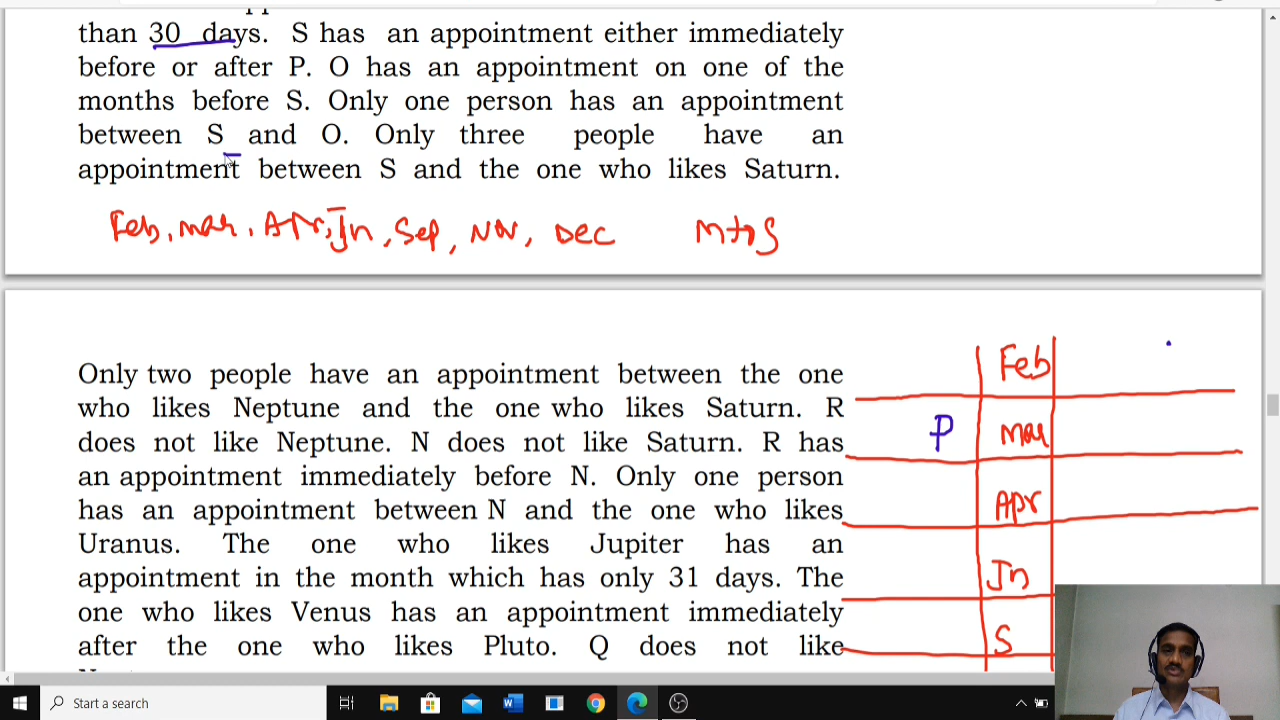 than 30 days. S has an appointment either immediately
before or after P. O has an appointment on one of the
months before S. Only one person has an appointment
between S and O. Only three people have an
appointment between S and the one who likes Saturn.
Feb, mar, Apr, Jn, Sep, Nov, Dec M to S
Only two people have an appointment between the one
who likes Neptune and the one who likes Saturn. R
does not like Neptune. N does not like Saturn. R has
an appointment immediately before N. Only one person
has an appointment between N and the one who likes
Uranus. The one who likes Jupiter has an
appointment in the month which has only 31 days. The
one who likes Venus has an appointment immediately
after the one who likes Pluto. Q does not like
Feb
P mar
Apr
Jn
S
Start a search